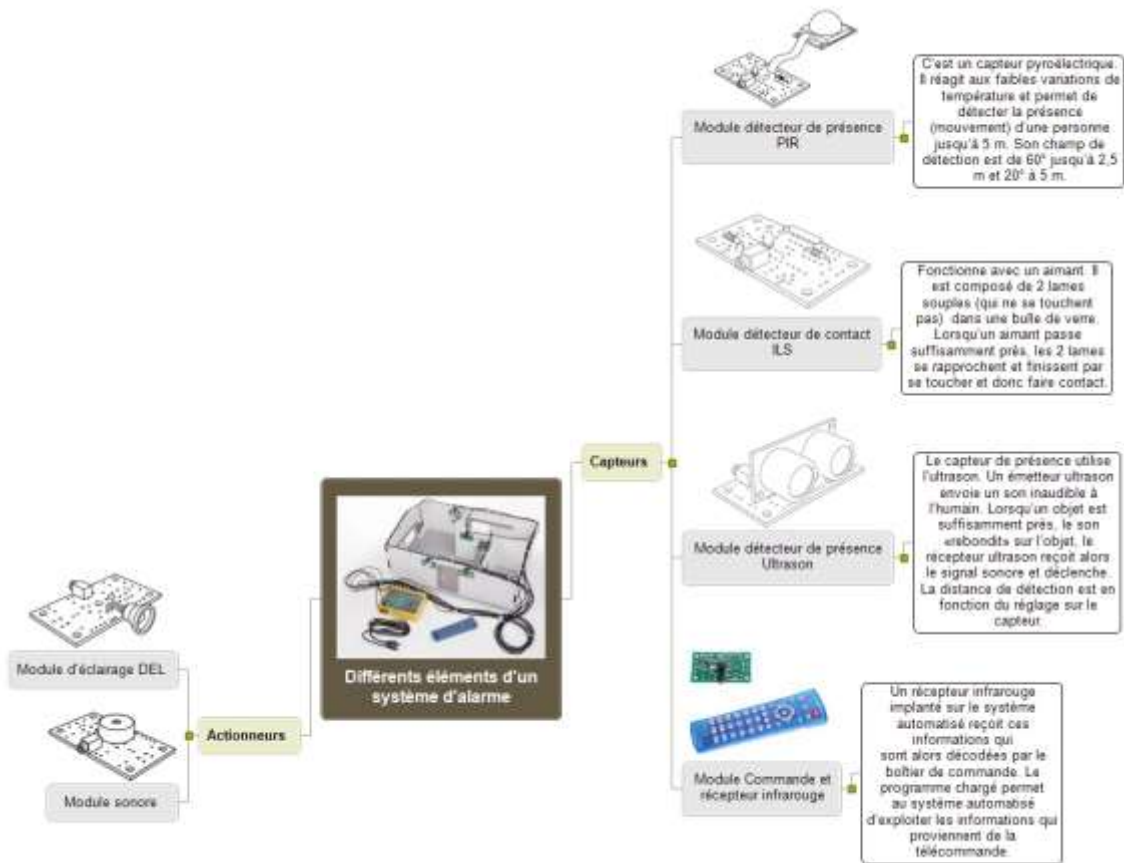 Module détecteur de présence
PIR
C'est un capteur pyroélectrique.
Il réagit aux faibles variations de
température et permet de
détecter la présence
(mouvement) d'une personne
jusqu'à 5 m. Son champ de
détection est de 60° jusqu'à 2,5
m et 20° à 5 m.
Module détecteur de contact
ILS
Fonctionne avec un aimant. Il
est composé de 2 lames
souples (qui ne se touchent
pas) dans une bulle de verre.
Lorsqu'un aimant passe
suffisamment près, les 2 lames
se rapprochent et finissent par
se toucher et donc faire contact.
Capteurs
Module détecteur de présence
Ultrason
Le capteur de présence utilise
l'ultrason. Un émetteur ultrason
envoie un son inaudible à
l'humain. Lorsqu'un objet est
suffisamment près, le son
«rebondit» sur l'objet, le
récepteur ultrason reçoit alors
le signal sonore et déclenche.
La distance de détection est en
fonction du réglage sur le
capteur.
Différents éléments d'un
système d'alarme
Module d'éclairage DEL
Actionneurs
Module sonore
Module Commande et
récepteur infrarouge
Un récepteur infrarouge
implanté sur le système
automatisé reçoit ces
informations qui
sont alors décodées par le
boîtier de commande. Le
programme chargé permet
au système automatisé
d'exploiter les informations qui
proviennent de la
télécommande.